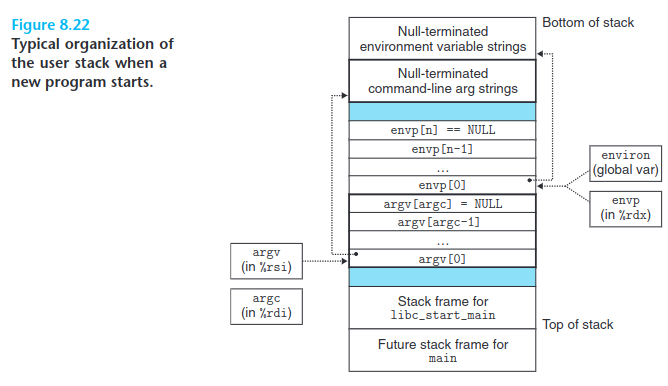 Figure 8.22
Typical organization of
the user stack when a
new program starts.
Null-terminated
environment variable strings
Bottom of stack
Null-terminated
command-line arg strings
envp[n] == NULL
envp[n-1]
...
envp[0]
environ
(global var)
envp
(in %rdx)
argv[argc] = NULL
argv[argc-1]
...
argv[0]
argv
(in %rsi)
argc
(in %rdi)
Stack frame for
libc_start_main
Top of stack
Future stack frame for
main